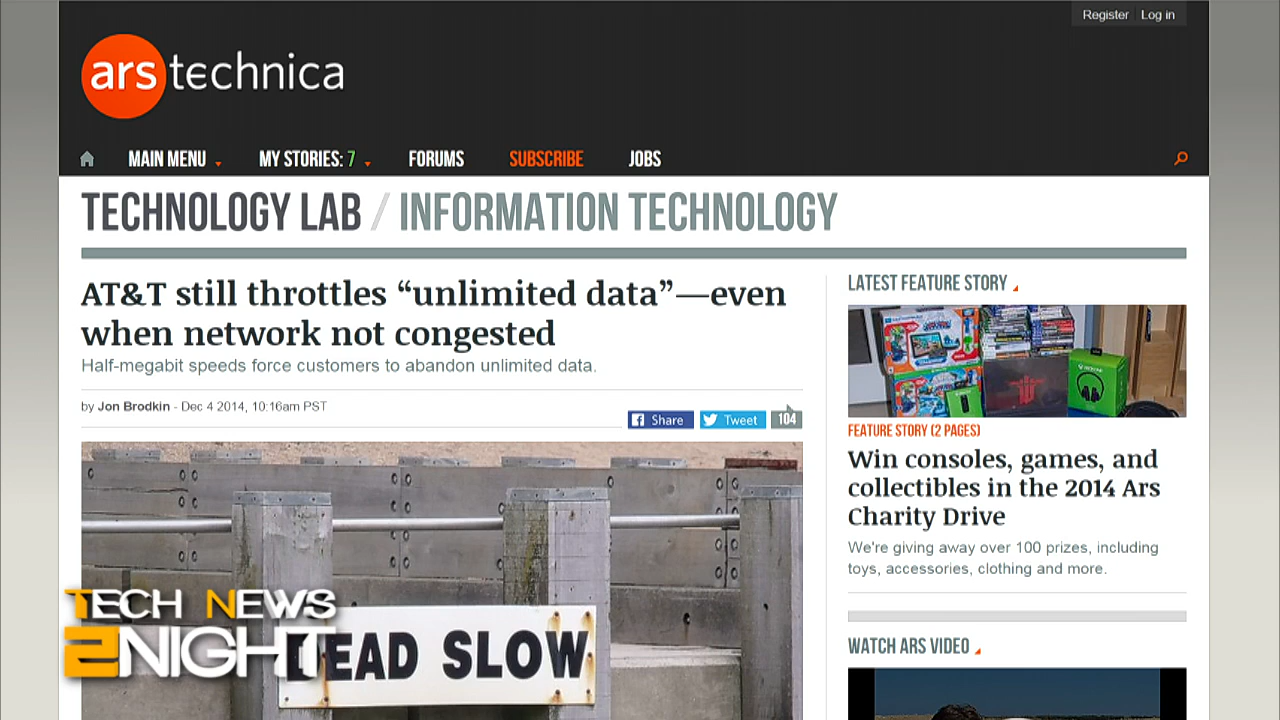 Register Log in
ars technica
MAIN MENU MY STORIES: 7 FORUMS SUBSCRIBE JOBS
TECHNOLOGY LAB / INFORMATION TECHNOLOGY
AT&T still throttles “unlimited data”—even
when network not congested
Half-megabit speeds force customers to abandon unlimited data.
by Jon Brodkin - Dec 4 2014, 10:16am PST
Share Tweet 104
DEAD SLOW
LATEST FEATURE STORY
FEATURE STORY (2 PAGES)
Win consoles, games, and
collectibles in the 2014 Ars
Charity Drive
We're giving away over 100 prizes, including
toys, accessories, clothing and more.
WATCH ARS VIDEO
TECH NEWS
2NIGHT